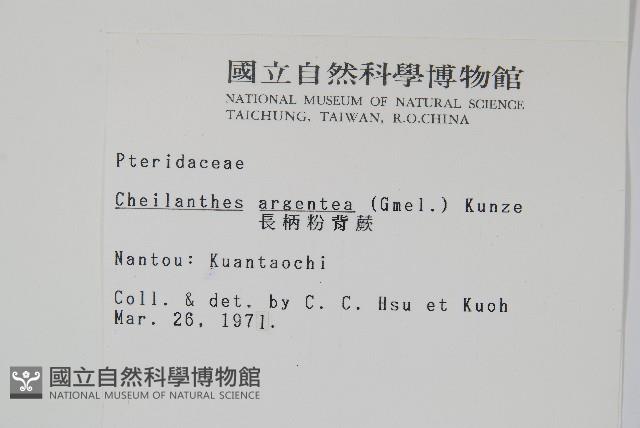 國立自然科學博物館
NATIONAL MUSEUM OF NATURAL SCIENCE
TAICHUNG, TAIWAN, R.O.CHINA
Pteridaceae
Cheilanthes argentea (Gmel.) Kunze
長柄粉背蕨
Nantou: Kuantaochi
Coll. & det. by C. C. Hsu et Kuoh
Mar. 26, 1971.
國立自然科學博物館
NATIONAL MUSEUM OF NATURAL SCIENCE